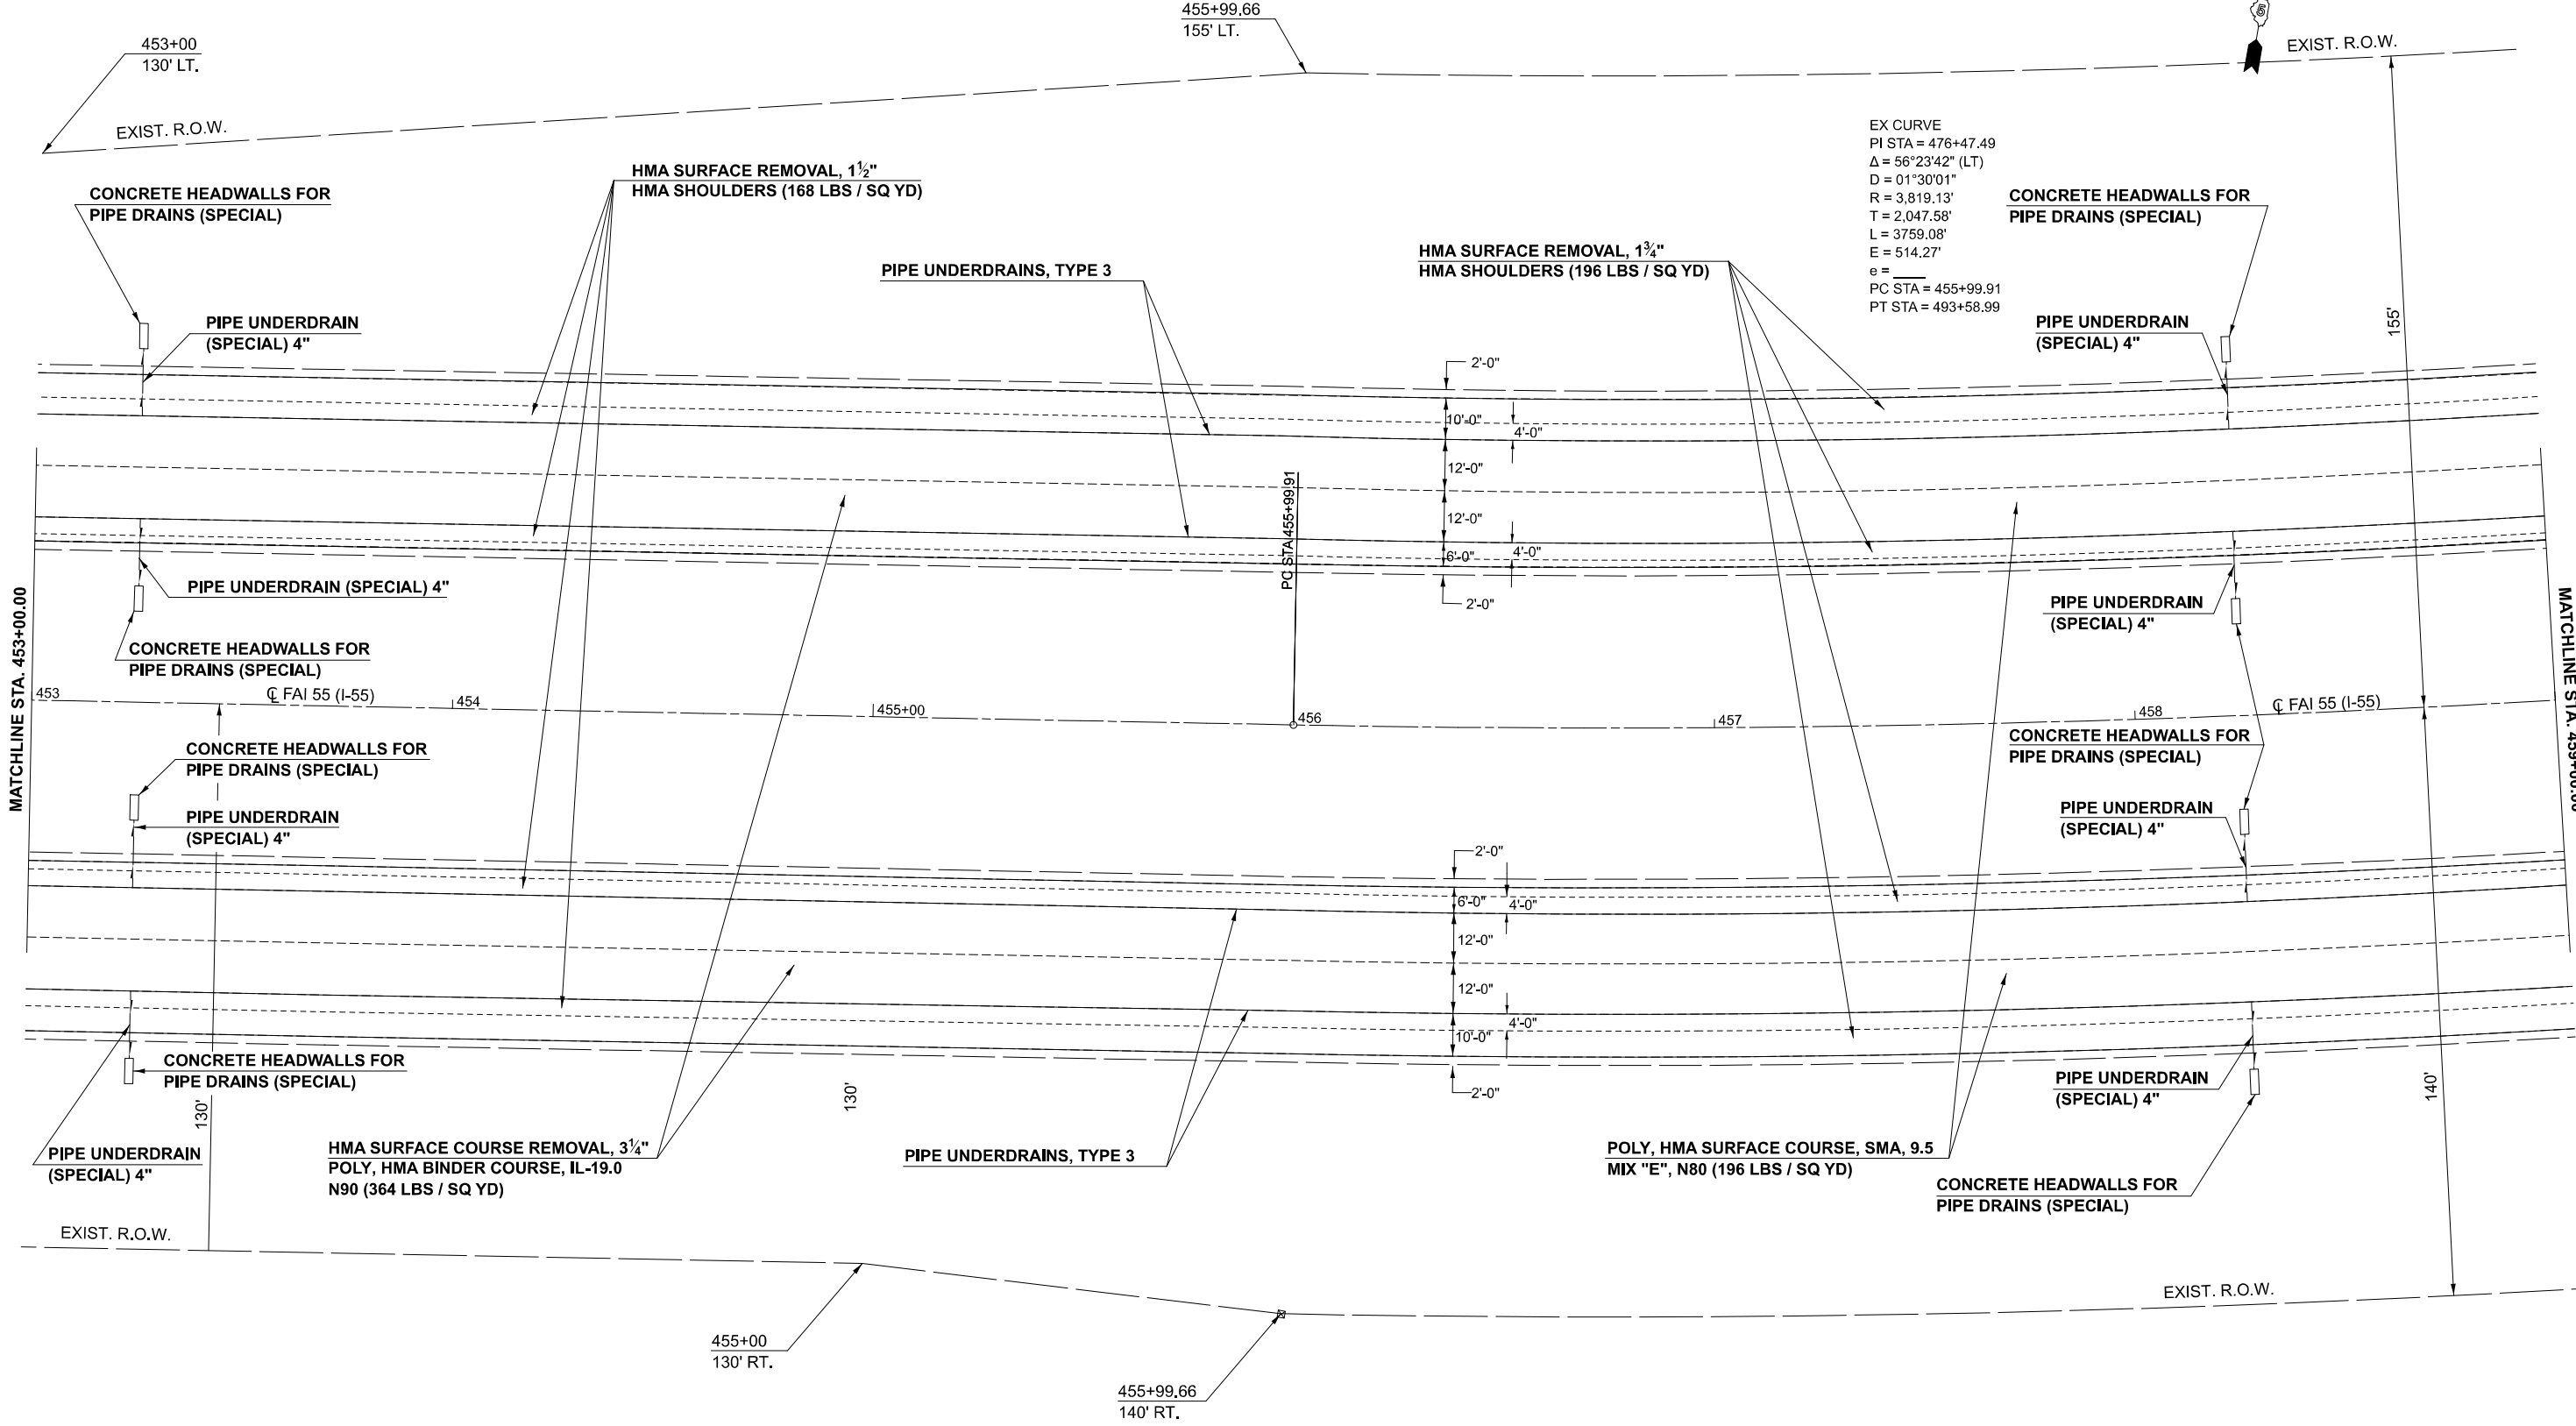 455+99.66
155' LT.
5
453+00
130' LT.
EXIST. R.O.W.
EXIST. R.O.W.
EX CURVE
PI STA = 476+47.49
Δ = 56°23'42" (LT)
D = 01°30'01"
R = 3,819.13'
T = 2,047.58'
L = 3759.08'
E = 514.27'
e = ____
PC STA = 455+99.91
PT STA = 493+58.99
HMA SURFACE REMOVAL, 1½"
HMA SHOULDERS (168 LBS / SQ YD)
CONCRETE HEADWALLS FOR
PIPE DRAINS (SPECIAL)
CONCRETE HEADWALLS FOR
PIPE DRAINS (SPECIAL)
HMA SURFACE REMOVAL, 1¾"
HMA SHOULDERS (196 LBS / SQ YD)
PIPE UNDERDRAINS, TYPE 3
PIPE UNDERDRAIN
(SPECIAL) 4"
PIPE UNDERDRAIN
(SPECIAL) 4"
155'
2'-0"
10'-0"
4'-0"
12'-0"
12'-0"
4'-0"
6'-0"
2'-0"
PC STA455+99.91
PIPE UNDERDRAIN (SPECIAL) 4"
PIPE UNDERDRAIN
(SPECIAL) 4"
CONCRETE HEADWALLS FOR
PIPE DRAINS (SPECIAL)
MATCHLINE STA. 453+00.00
MATCHLINE STA. 459+00.00
453
℄ FAI 55 (I-55)
454
455+00
456
457
458
℄ FAI 55 (I-55)
CONCRETE HEADWALLS FOR
PIPE DRAINS (SPECIAL)
CONCRETE HEADWALLS FOR
PIPE DRAINS (SPECIAL)
PIPE UNDERDRAIN
(SPECIAL) 4"
PIPE UNDERDRAIN
(SPECIAL) 4"
2'-0"
6'-0"
4'-0"
12'-0"
12'-0"
4'-0"
10'-0"
2'-0"
CONCRETE HEADWALLS FOR
PIPE DRAINS (SPECIAL)
130'
130'
140'
PIPE UNDERDRAIN
(SPECIAL) 4"
PIPE UNDERDRAIN
(SPECIAL) 4"
HMA SURFACE COURSE REMOVAL, 3¼"
POLY, HMA BINDER COURSE, IL-19.0
N90 (364 LBS / SQ YD)
PIPE UNDERDRAINS, TYPE 3
POLY, HMA SURFACE COURSE, SMA, 9.5
MIX "E", N80 (196 LBS / SQ YD)
CONCRETE HEADWALLS FOR
PIPE DRAINS (SPECIAL)
EXIST. R.O.W.
EXIST. R.O.W.
455+00
130' RT.
455+99.66
140' RT.